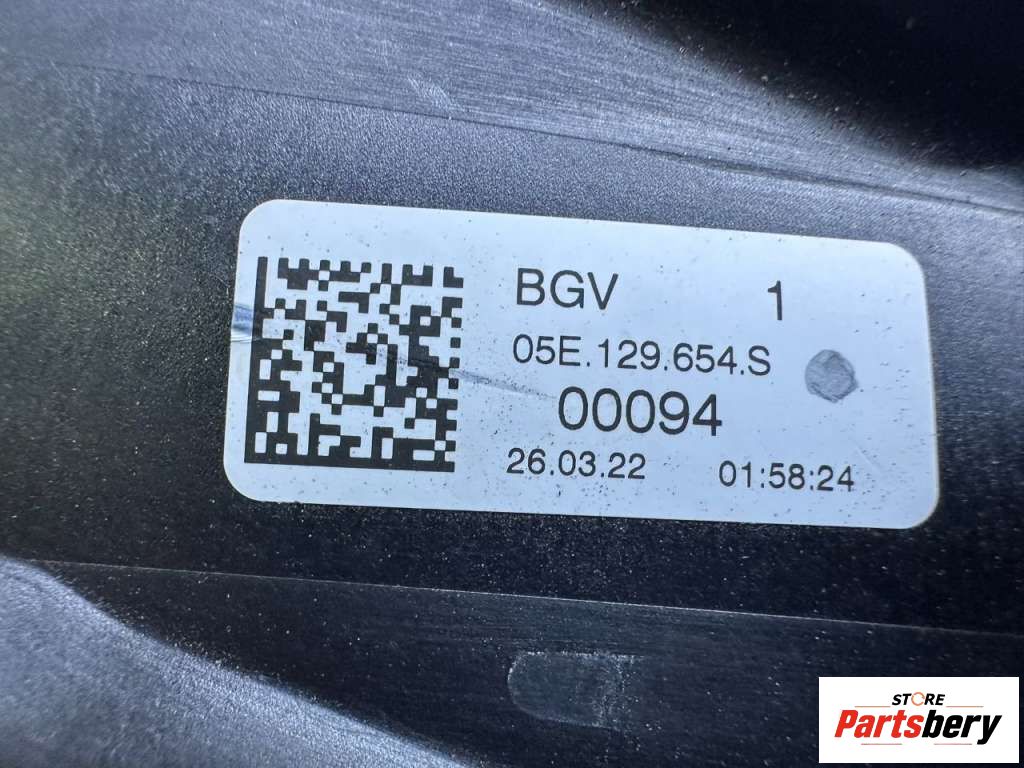 BGV 1
05E.129.654.S
00094
26.03.22 01:58:24
STORE
Partsbery